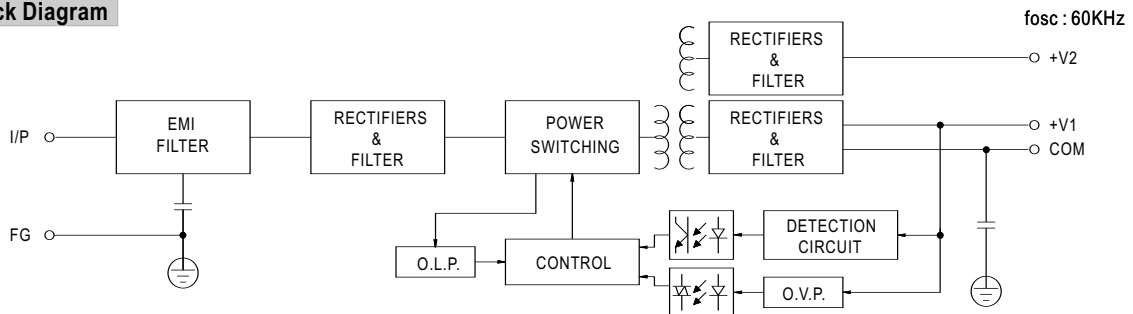 ck Diagram
fosc : 60KHz
RECTIFIERS
&
FILTER
+V2
I/P
EMI
FILTER
RECTIFIERS
&
FILTER
POWER
SWITCHING
RECTIFIERS
&
FILTER
+V1
COM
FG
O.L.P.
CONTROL
DETECTION
CIRCUIT
O.V.P.